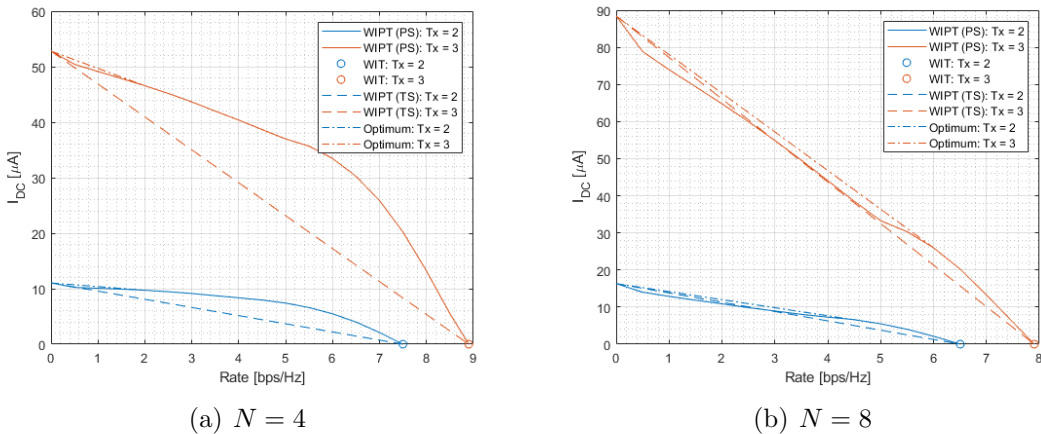 60
50
40
30
20
10
0
I_DC [μA]
0 1 2 3 4 5 6 7 8 9
Rate [bps/Hz]
WIPT (PS): Tx = 2
WIPT (PS): Tx = 3
WIT: Tx = 2
WIT: Tx = 3
WIPT (TS): Tx = 2
WIPT (TS): Tx = 3
Optimum: Tx = 2
Optimum: Tx = 3
(a) N = 4
90
80
70
60
50
40
30
20
10
0
I_DC [μA]
0 1 2 3 4 5 6 7 8
Rate [bps/Hz]
WIPT (PS): Tx = 2
WIPT (PS): Tx = 3
WIT: Tx = 2
WIT: Tx = 3
WIPT (TS): Tx = 2
WIPT (TS): Tx = 3
Optimum: Tx = 2
Optimum: Tx = 3
(b) N = 8